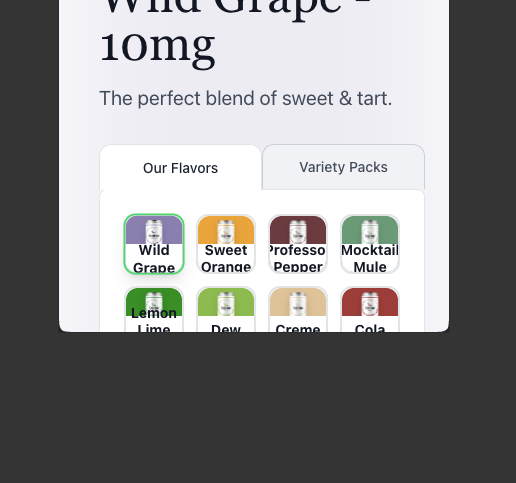 Wild Grape -
10mg
The perfect blend of sweet & tart.
Our Flavors
Variety Packs
Wild
Grape
Sweet
Orange
Professo
Pepper
Mocktail
Mule
Lemon
Lime
Dew
Creme
Cola